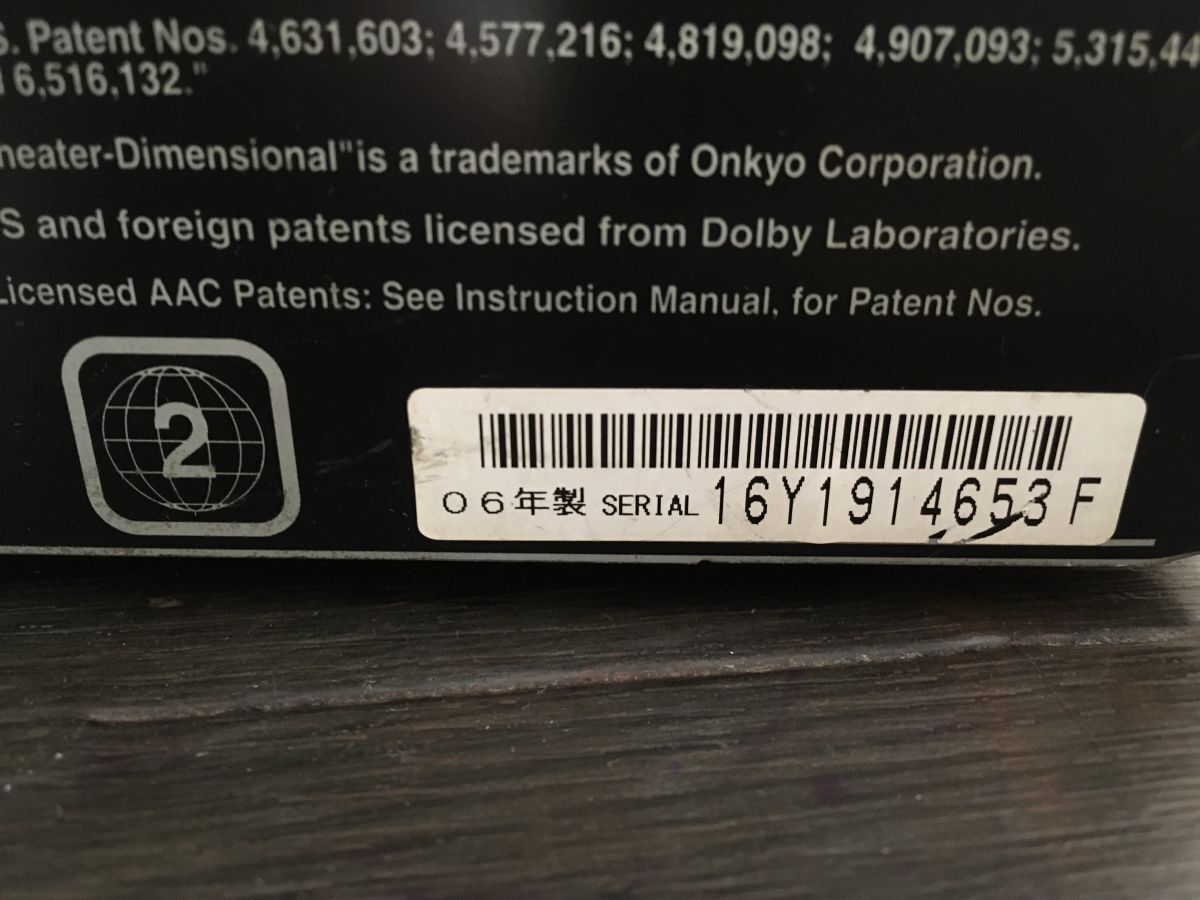 S. Patent Nos. 4,631,603; 4,577,216; 4,819,098; 4,907,093; 5,315,44
6,516,132."
heater-Dimensional"is a trademarks of Onkyo Corporation.
S and foreign patents licensed from Dolby Laboratories.
Licensed AAC Patents: See Instruction Manual, for Patent Nos.
2
０６年製 SERIAL 16Y1914653F